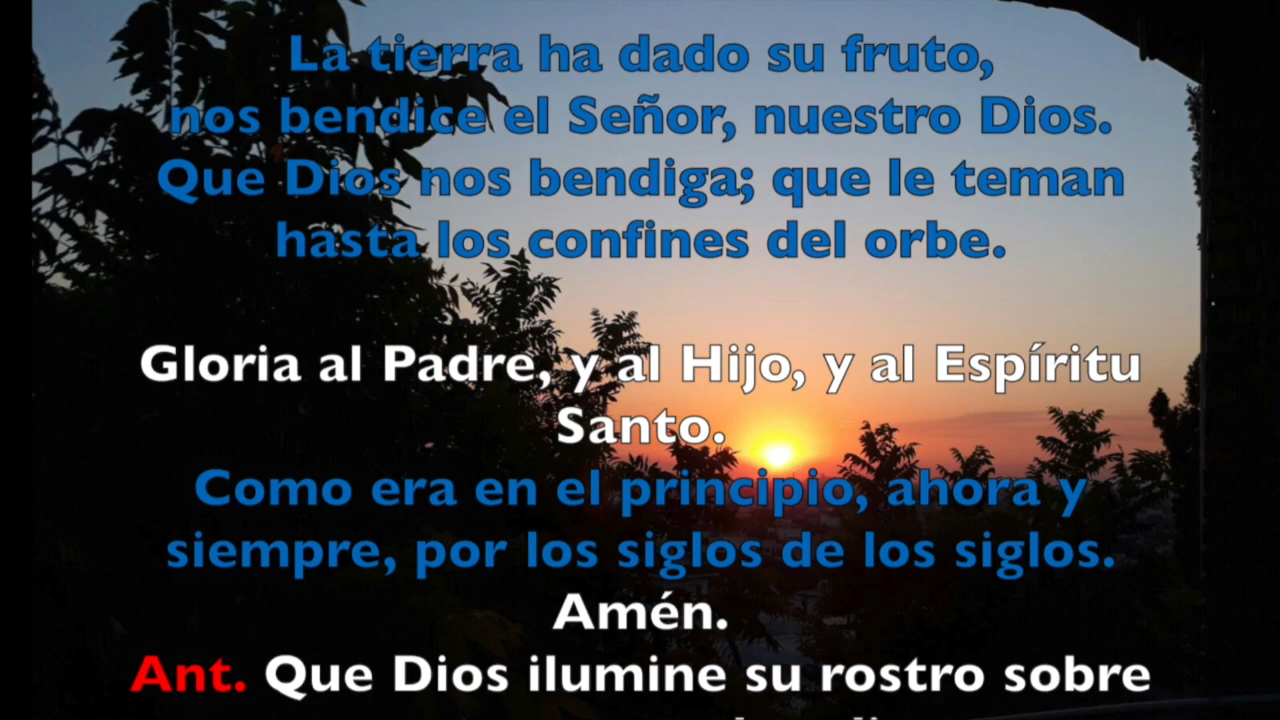 La tierra ha dado su fruto,
nos bendice el Señor, nuestro Dios.
Que Dios nos bendiga; que le teman
hasta los confines del orbe.
Gloria al Padre, y al Hijo, y al Espíritu
Santo.
Como era en el principio, ahora y
siempre, por los siglos de los siglos.
Amén.
Ant. Que Dios ilumine su rostro sobre